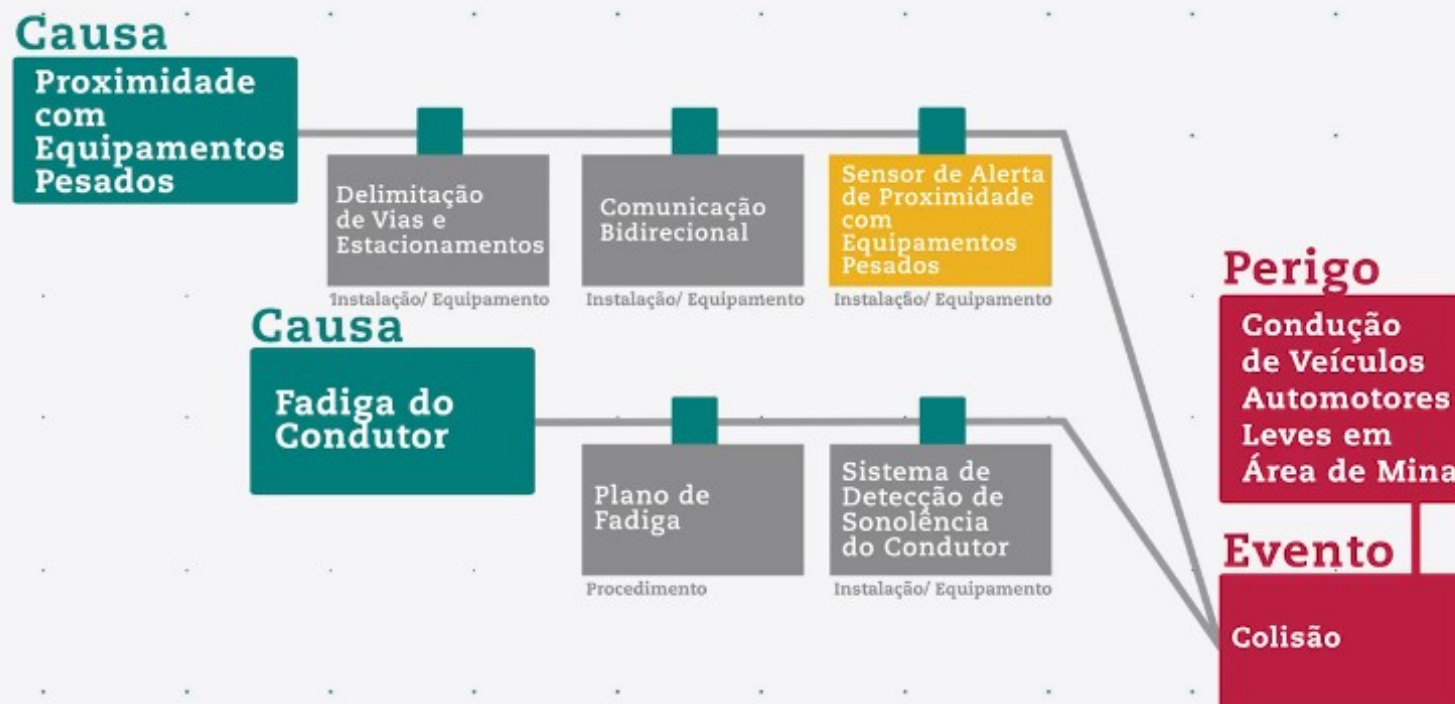 Causa
Proximidade
com
Equipamentos
Pesados
Delimitação
de Vias e
Estacionamentos
Instalação/ Equipamento
Comunicação
Bidirecional
Instalação/ Equipamento
Sensor de Alerta
de Proximidade
com
Equipamentos
Pesados
Instalação/ Equipamento
Causa
Fadiga do
Condutor
Plano de
Fadiga
Procedimento
Sistema de
Detecção de
Sonolência
do Condutor
Instalação/ Equipamento
Perigo
Condução
de Veículos
Automotores
Leves em
Área de Mina
Evento
Colisão